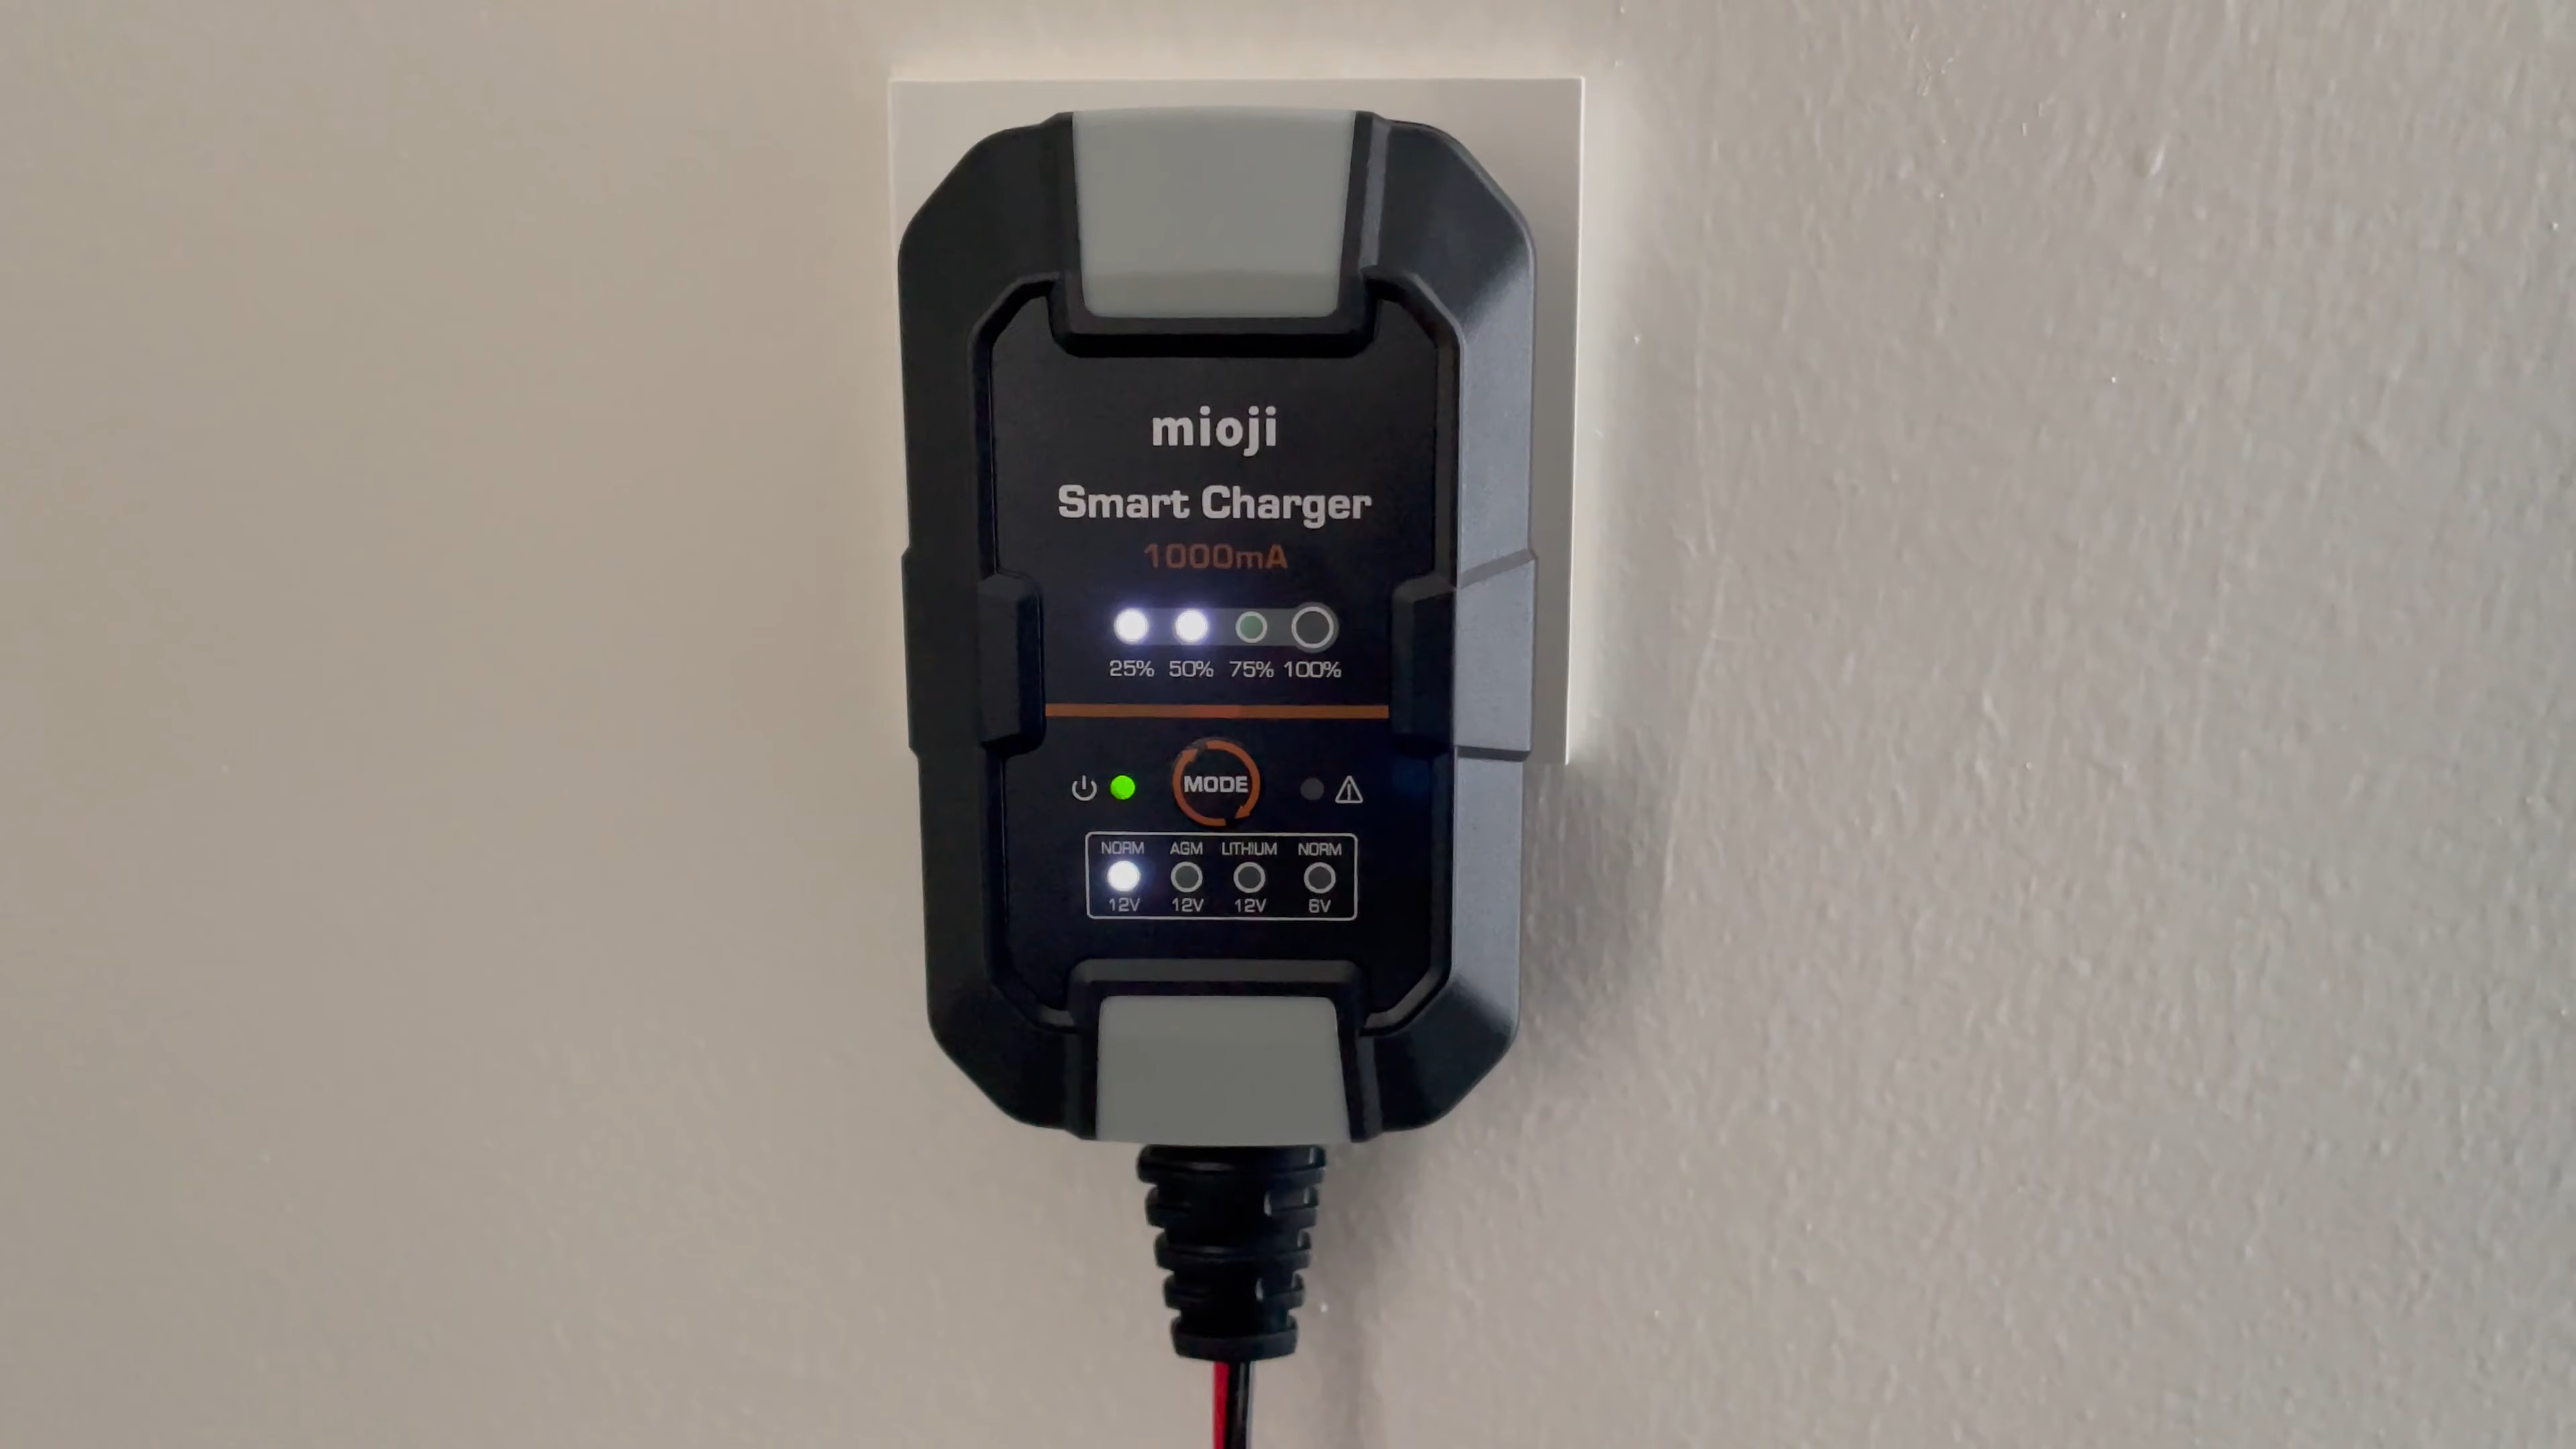 mioji
Smart Charger
1000mA
25% 50% 75% 100%
MODE
NORM AGM LITHIUM NORM
12V 12V 12V 6V